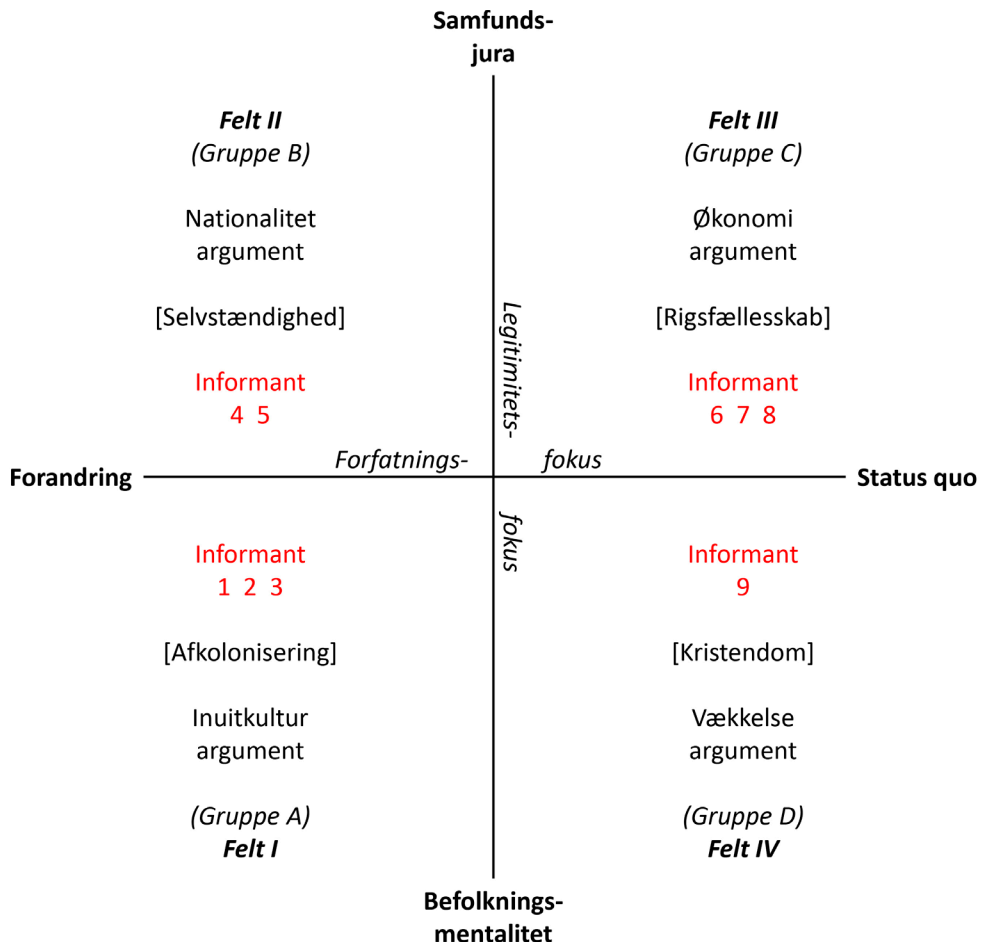 Samfunds-
jura
Felt II
(Gruppe B)
Nationalitet
argument
[Selvstændighed]
Informant
4 5
Felt III
(Gruppe C)
Økonomi
argument
[Rigsfællesskab]
Informant
6 7 8
Legitimitets-
fokus
Forandring
Forfatnings- fokus
Status quo
Informant
1 2 3
[Afkolonisering]
Inuitkultur
argument
(Gruppe A)
Felt I
Informant
9
[Kristendom]
Vækkelse
argument
(Gruppe D)
Felt IV
Befolknings-
mentalitet